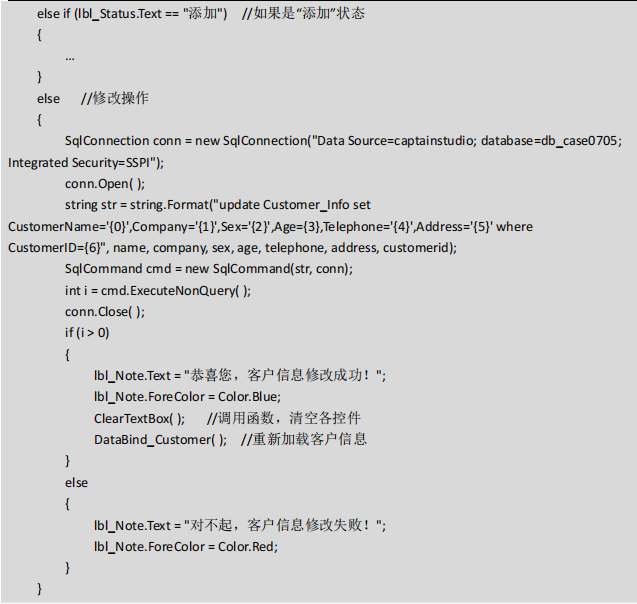 else if (lbl_Status.Text == "添加")    //如果是“添加”状态
{
...
}
else    //修改操作
{
SqlConnection conn = new SqlConnection("Data Source=captainstudio; database=db_case0705;
Integrated Security=SSPI");
conn.Open( );
string str = string.Format("update Customer_Info set
CustomerName='{0}',Company='{1}',Sex='{2}',Age={3},Telephone='{4}',Address='{5}' where
CustomerID={6}", name, company, sex, age, telephone, address, customerid);
SqlCommand cmd = new SqlCommand(str, conn);
int i = cmd.ExecuteNonQuery( );
conn.Close( );
if (i > 0)
{
lbl_Note.Text = "恭喜您，客户信息修改成功！";
lbl_Note.ForeColor = Color.Blue;
ClearTextBox( );    //调用函数，清空各控件
DataBind_Customer( );    //重新加载客户信息
}
else
{
lbl_Note.Text = "对不起，客户信息修改失败！";
lbl_Note.ForeColor = Color.Red;
}
}